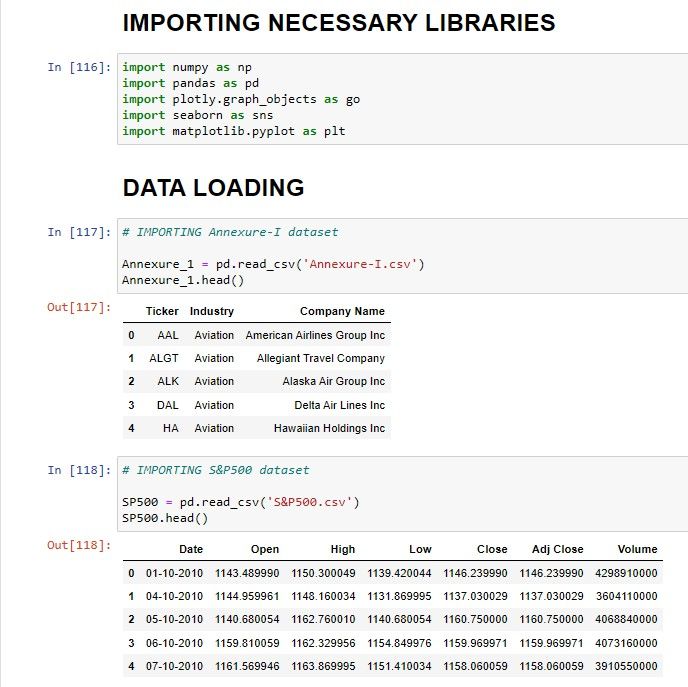 IMPORTING NECESSARY LIBRARIES
In [116]: import numpy as np
import pandas as pd
import plotly.graph_objects as go
import seaborn as sns
import matplotlib.pyplot as plt
DATA LOADING
In [117]: # IMPORTING Annexure-I dataset
Annexure_1 = pd.read_csv('Annexure-I.csv')
Annexure_1.head()
Out[117]:
Ticker Industry Company Name
0 AAL Aviation American Airlines Group Inc
1 ALGT Aviation Allegiant Travel Company
2 ALK Aviation Alaska Air Group Inc
3 DAL Aviation Delta Air Lines Inc
4 HA Aviation Hawaiian Holdings Inc
In [118]: # IMPORTING S&P500 dataset
SP500 = pd.read_csv('S&P500.csv')
SP500.head()
Out[118]:
Date Open High Low Close Adj Close Volume
0 01-10-2010 1143.489990 1150.300049 1139.420044 1146.239990 1146.239990 4298910000
1 04-10-2010 1144.959961 1148.160034 1131.869995 1137.030029 1137.030029 3604110000
2 05-10-2010 1140.680054 1162.760010 1140.680054 1160.750000 1160.750000 4068840000
3 06-10-2010 1159.810059 1162.329956 1154.849976 1159.969971 1159.969971 4073160000
4 07-10-2010 1161.569946 1163.869995 1151.410034 1158.060059 1158.060059 3910550000